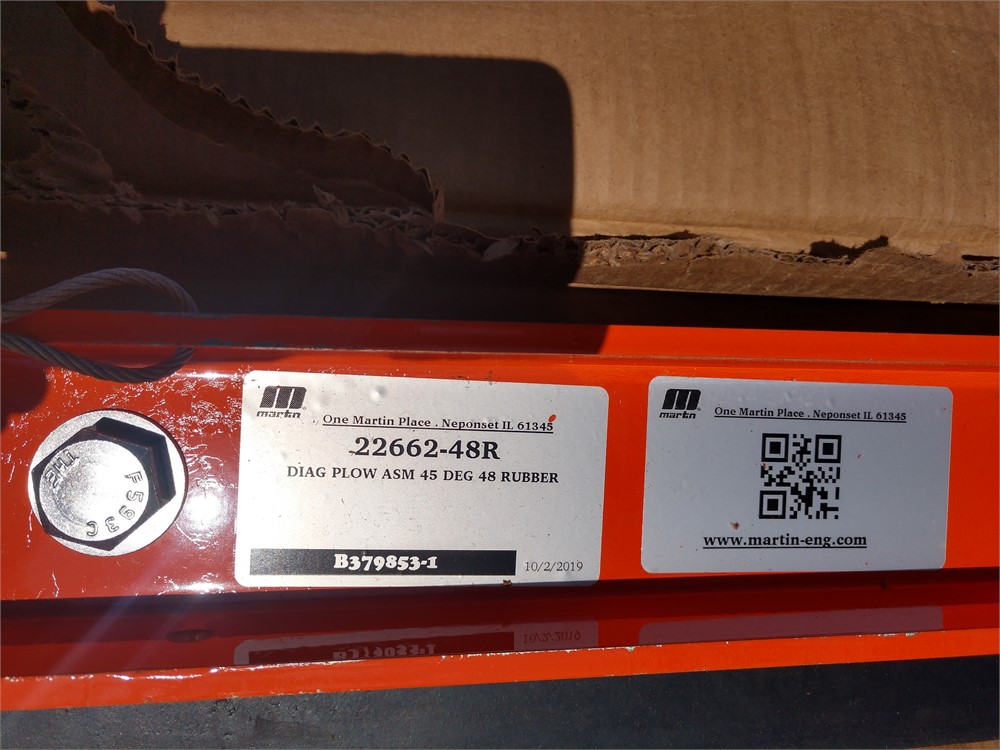 martin
One Martin Place . Neponset IL 61345
22662-48R
DIAG PLOW ASM 45 DEG 48 RUBBER
B379853-1
10/2/2019
martin
One Martin Place . Neponset IL 61345
www.martin-eng.com
F593C